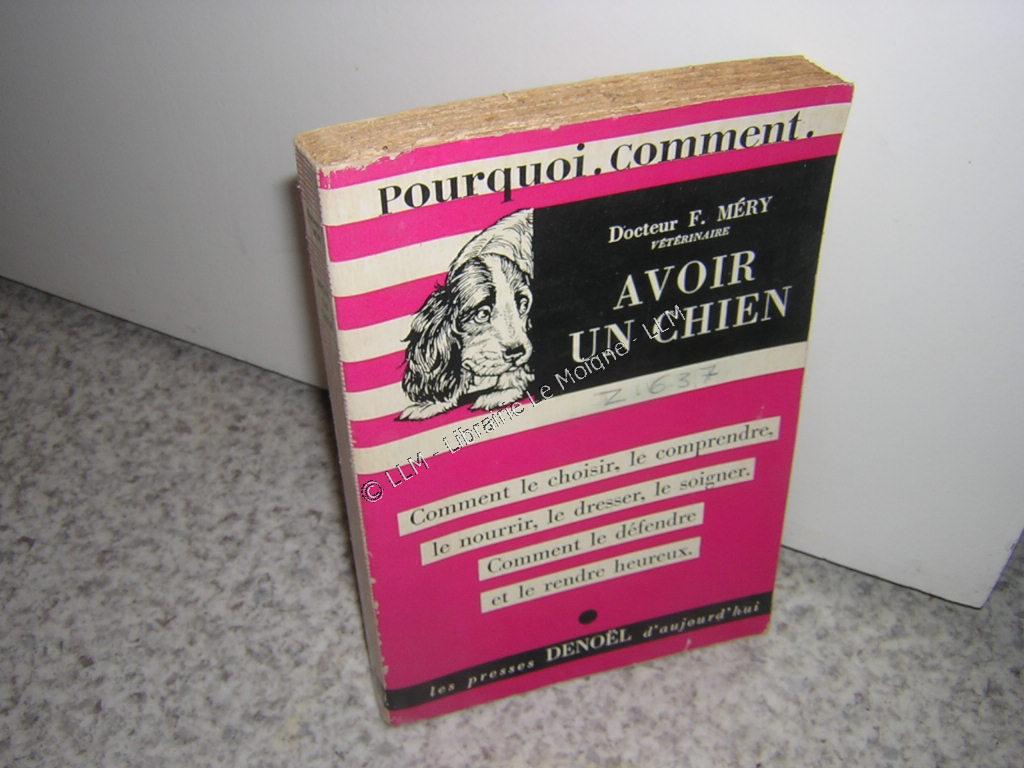 Pourquoi. Comment.
Docteur F. MÉRY
VÉTÉRINAIRE
AVOIR
UN CHIEN
Z 1637
Comment le choisir, le comprendre,
le nourrir, le dresser, le soigner.
Comment le défendre
et le rendre heureux.
les presses DENOËL d'aujourd'hui
© LLM - Librairie Le Moigne - LLM